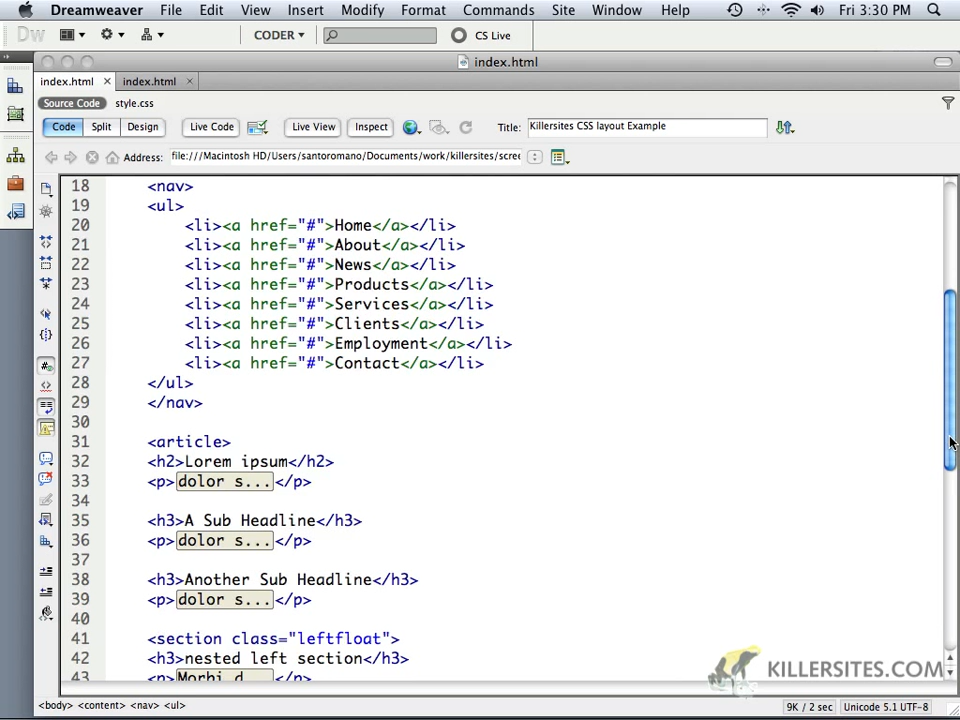 Dreamweaver File Edit View Insert Modify Format Commands Site Window Help Fri 3:30 PM
Dw CODER CS Live
index.html
index.html index.html
Source Code style.css
Code Split Design Live Code Live View Inspect Title: Killersites CSS layout Example
Address: file:///Macintosh HD/Users/santoromano/Documents/work/killersites/scree
18 <nav>
19 <ul>
20 <li><a href="#">Home</a></li>
21 <li><a href="#">About</a></li>
22 <li><a href="#">News</a></li>
23 <li><a href="#">Products</a></li>
24 <li><a href="#">Services</a></li>
25 <li><a href="#">Clients</a></li>
26 <li><a href="#">Employment</a></li>
27 <li><a href="#">Contact</a></li>
28 </ul>
29 </nav>
30
31 <article>
32 <h2>Lorem ipsum</h2>
33 <p>dolor s...</p>
34
35 <h3>A Sub Headline</h3>
36 <p>dolor s...</p>
37
38 <h3>Another Sub Headline</h3>
39 <p>dolor s...</p>
40
41 <section class="leftfloat">
42 <h3>nested left section</h3>
43 <p>Morbi d...</p>
KILLERSITES.COM
<body> <content> <nav> <ul> 9K / 2 sec Unicode 5.1 UTF-8